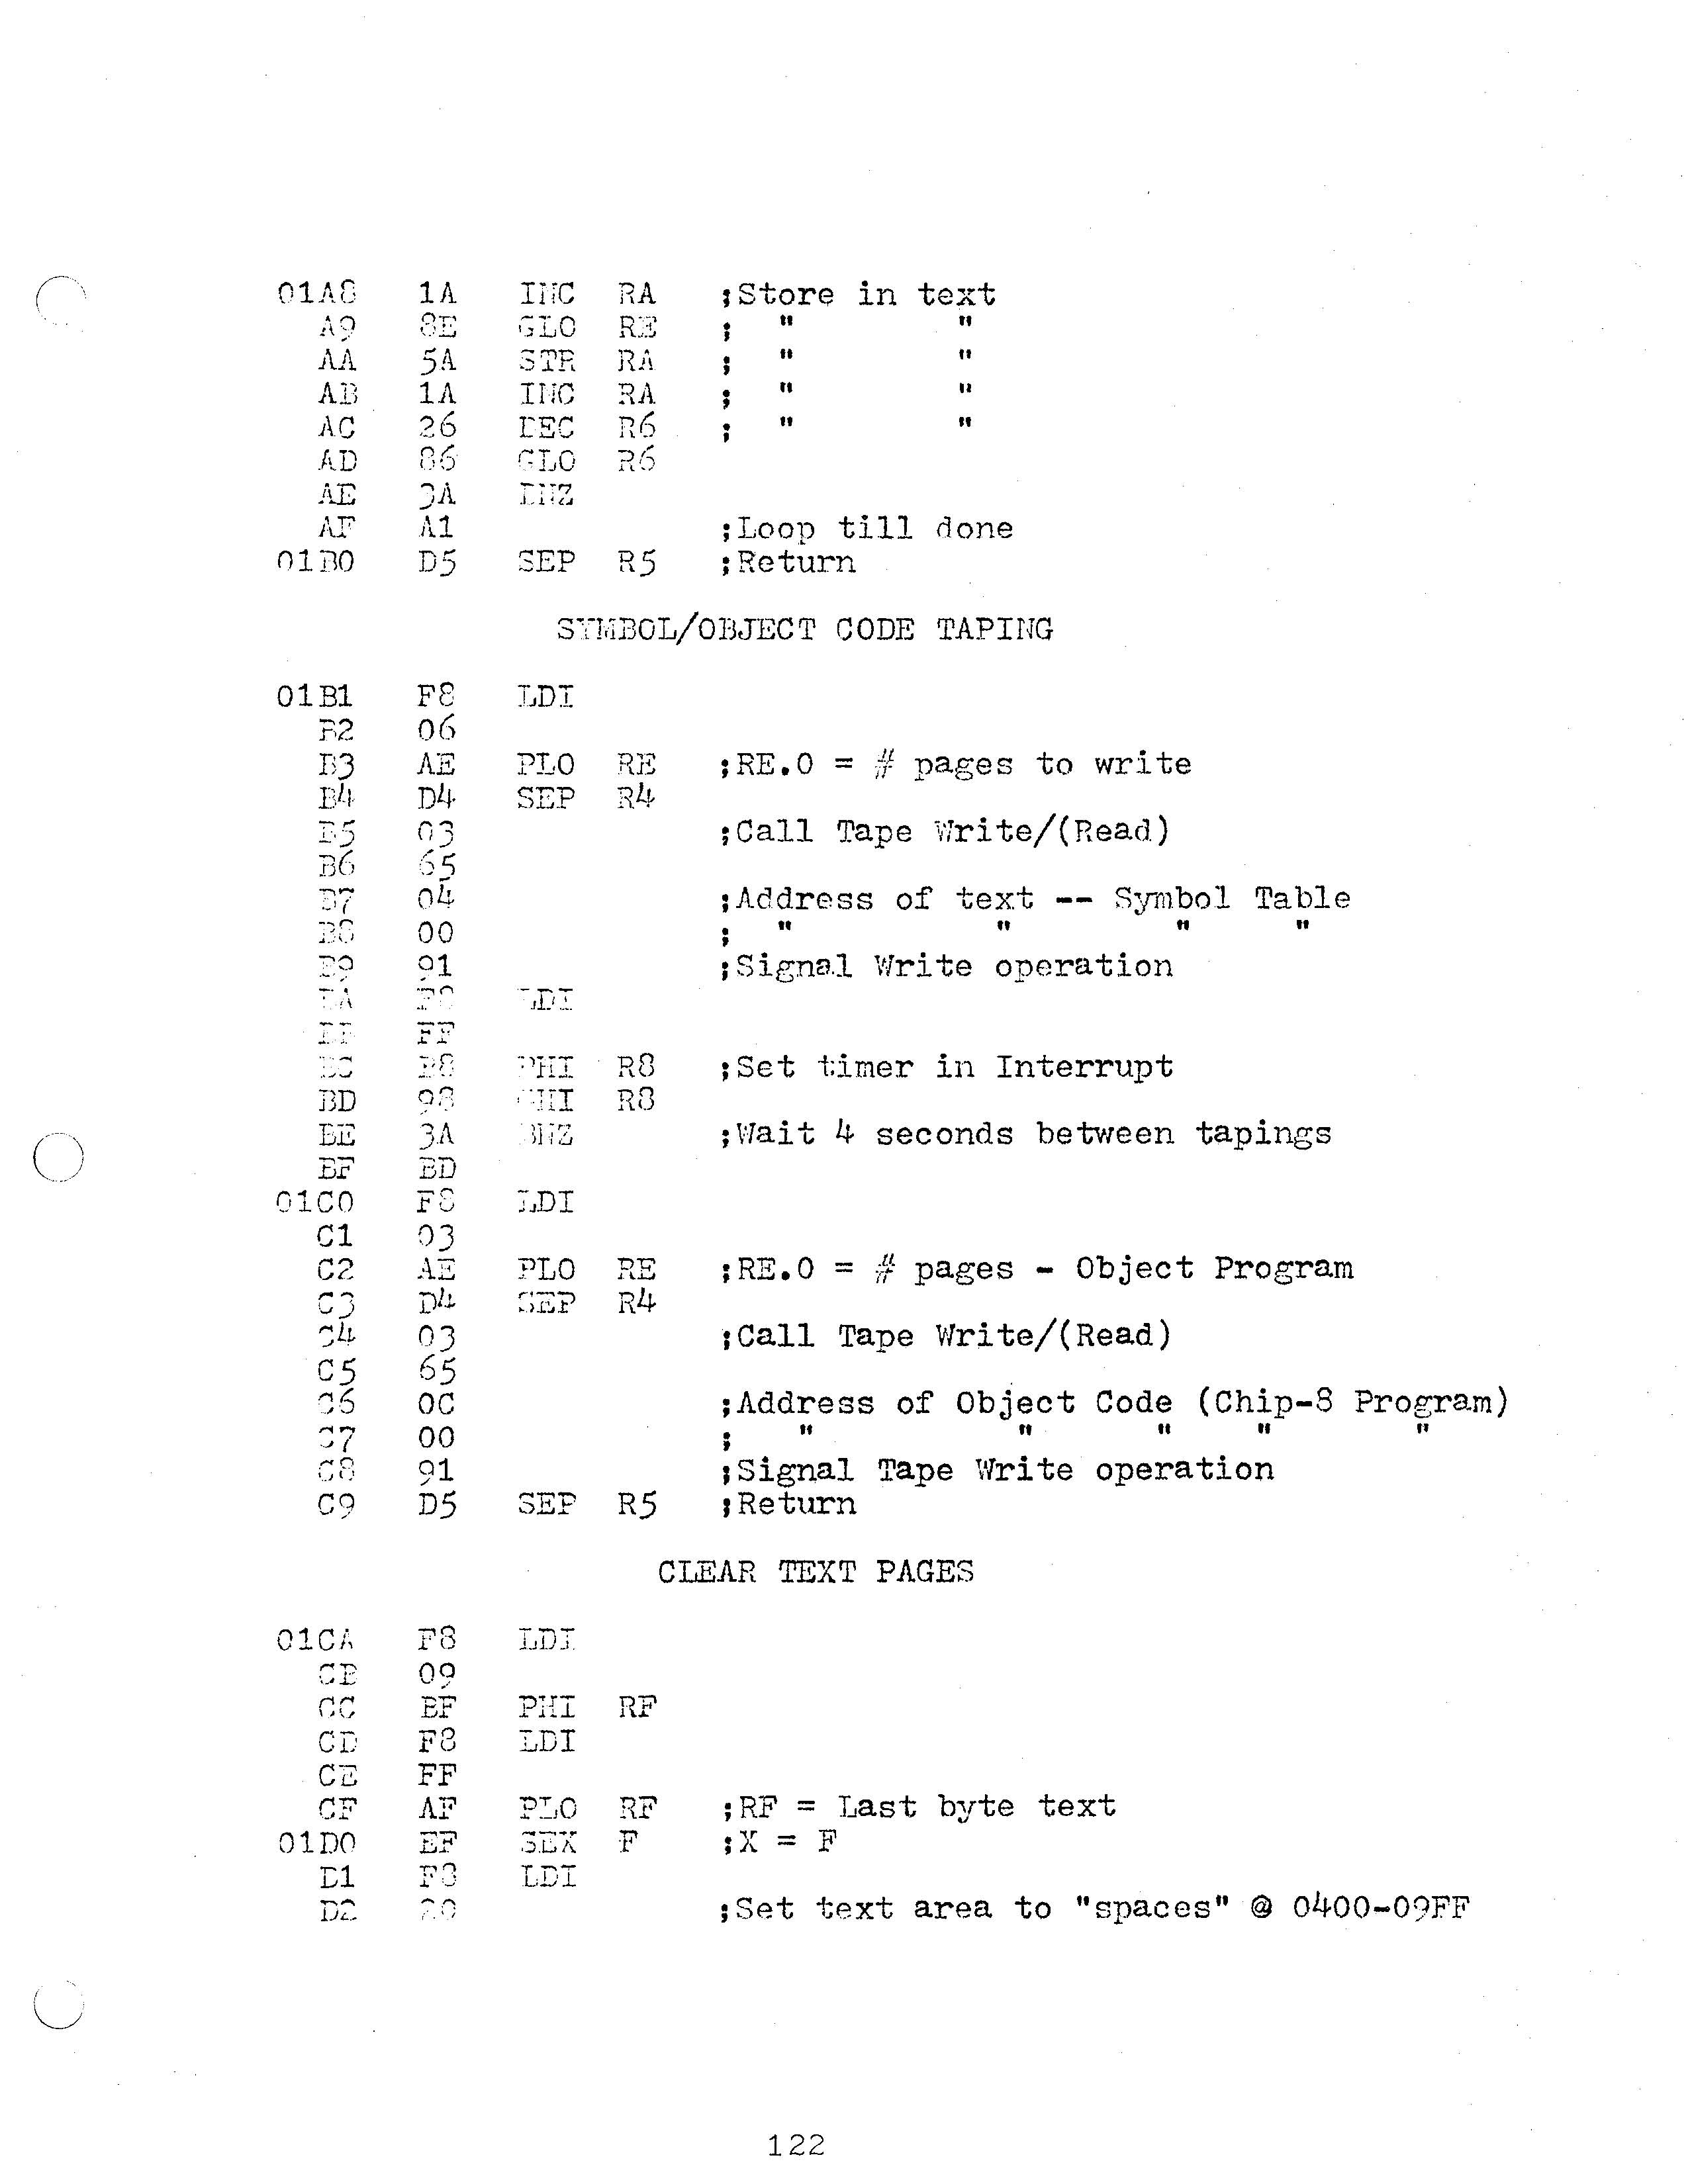 01A8 1A INC RA ;Store in text
A9 8E GLO RE ; " "
AA 5A STR RA ; " "
AB 1A INC RA ; " "
AC 26 DEC R6 ; " "
AD 86 GLO R6
AE 3A BNZ
AF A1 ;Loop till done
01B0 D5 SEP R5 ;Return
SYMBOL/OBJECT CODE TAPING
01B1 F8 LDI
B2 06
B3 AE PLO RE ;RE.0 = # pages to write
B4 D4 SEP R4
B5 03 ;Call Tape Write/(Read)
B6 65
B7 04 ;Address of text -- Symbol Table
B8 00 ; " " " "
B9 91 ;Signal Write operation
BA F8 LDI
BB FF
BC B8 PHI R8 ;Set timer in Interrupt
BD 98 GHI R8
BE 3A BNZ ;Wait 4 seconds between tapings
BF BD
01C0 F8 LDI
C1 03
C2 AE PLO RE ;RE.0 = # pages - Object Program
C3 D4 SEP R4
C4 03 ;Call Tape Write/(Read)
C5 65
C6 0C ;Address of Object Code (Chip-8 Program)
C7 00 ; " " " " "
C8 91 ;Signal Tape Write operation
C9 D5 SEP R5 ;Return
CLEAR TEXT PAGES
01CA F8 LDI
CB 09
CC BF PHI RF
CD F8 LDI
CE FF
CF AF PLO RF ;RF = Last byte text
01D0 EF SEX F ;X = F
D1 F8 LDI
D2 20 ;Set text area to "spaces" @ 0400-09FF
122